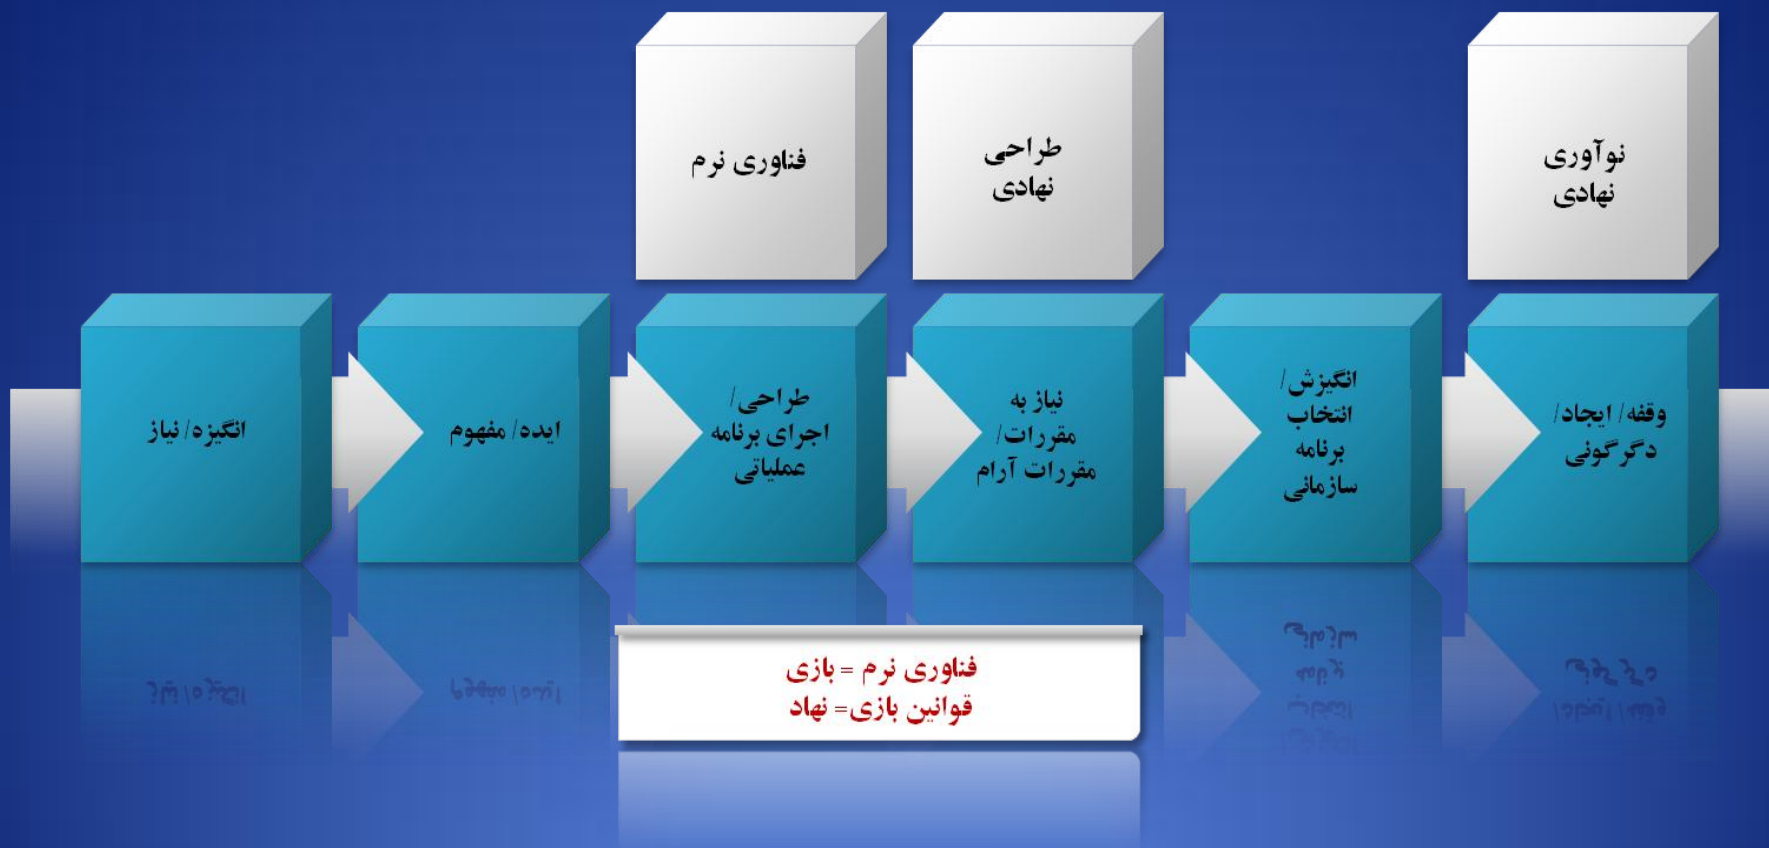 فناوری نرم
طراحی
نهادی
نوآوری
نهادی
انگیزه/ نیاز
ایده/ مفهوم
طراحی/
اجرای برنامه
عملیاتی
نیاز به
مقررات/
مقررات آرام
انگیزش/
انتخاب
برنامه
سازمانی
وقفه/ ایجاد/
دگرگونی
فناوری نرم = بازی
قوانین بازی= نهاد